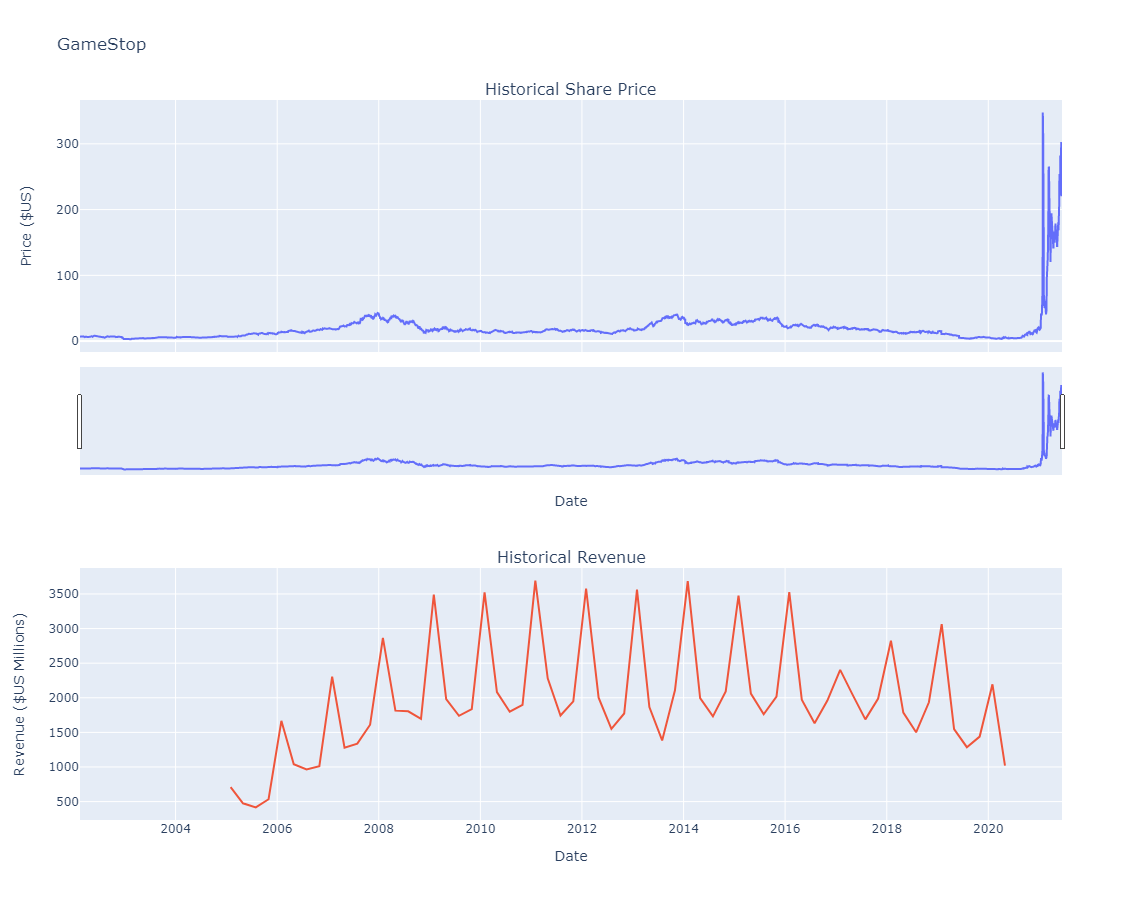 GameStop
Historical Share Price
300
200
100
0
Price ($US)
Date
Historical Revenue
3500
3000
2500
2000
1500
1000
500
Revenue ($US Millions)
2004 2006 2008 2010 2012 2014 2016 2018 2020
Date